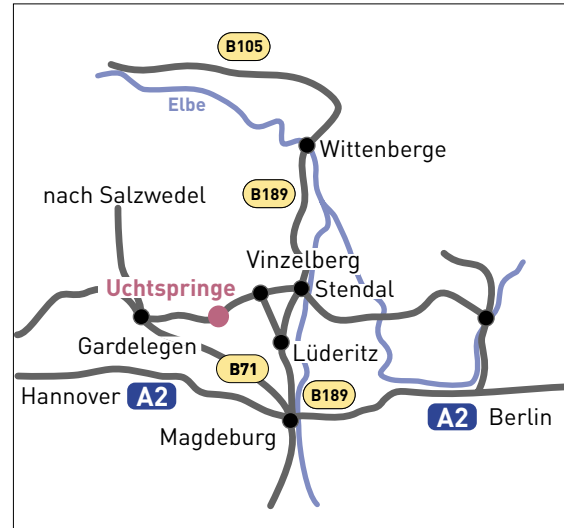 B105
Elbe
Wittenberge
nach Salzwedel
B189
Vinzelberg
Uchtspringe
Stendal
Gardelegen
Lüderitz
B71
Hannover
A2
B189
A2
Berlin
Magdeburg